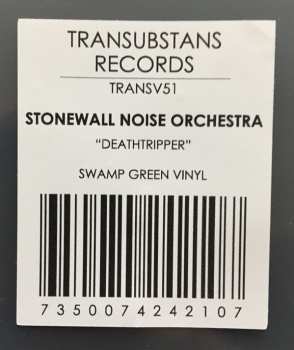 TRANSUBSTANS
RECORDS
TRANSV51
STONEWALL NOISE ORCHESTRA
"DEATHTRIPPER"
SWAMP GREEN VINYL
7350074242107